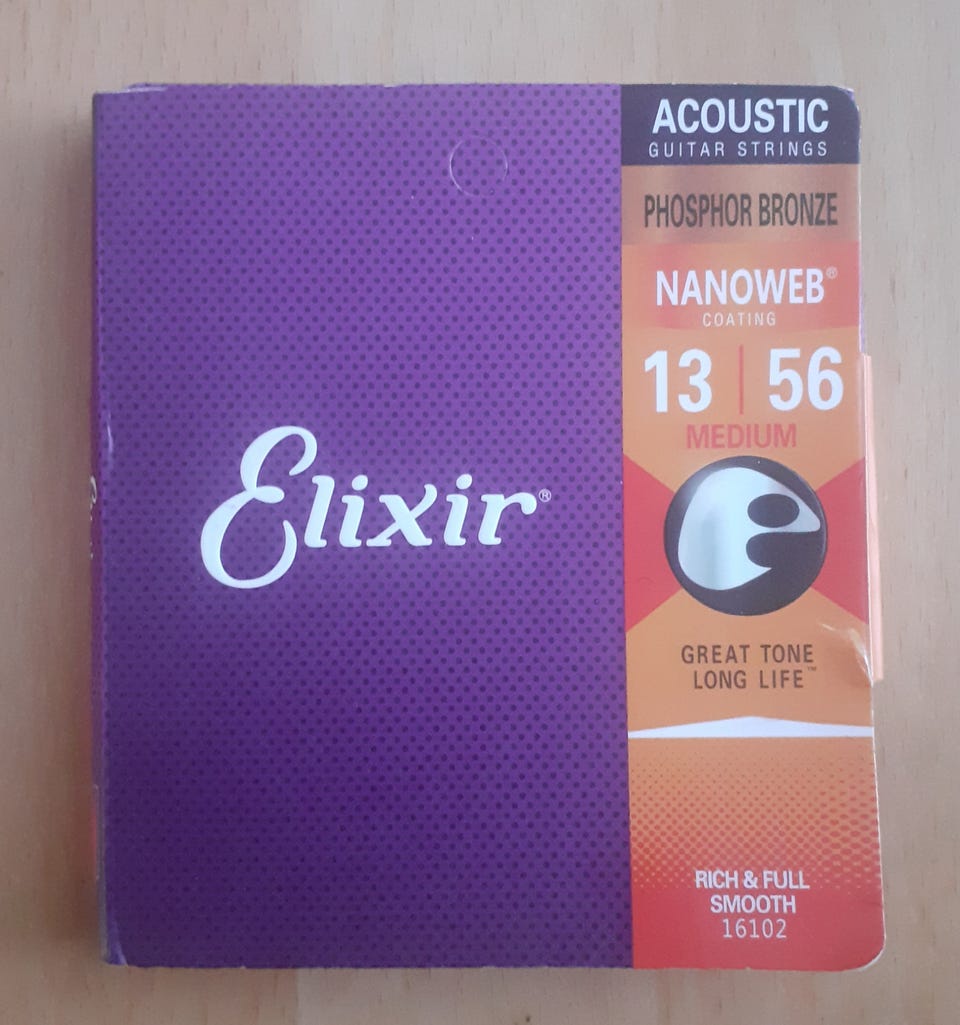 Elixir®
ACOUSTIC
GUITAR STRINGS
PHOSPHOR BRONZE
NANOWEB®
COATING
13 | 56
MEDIUM
GREAT TONE
LONG LIFE™
RICH & FULL
SMOOTH
16102